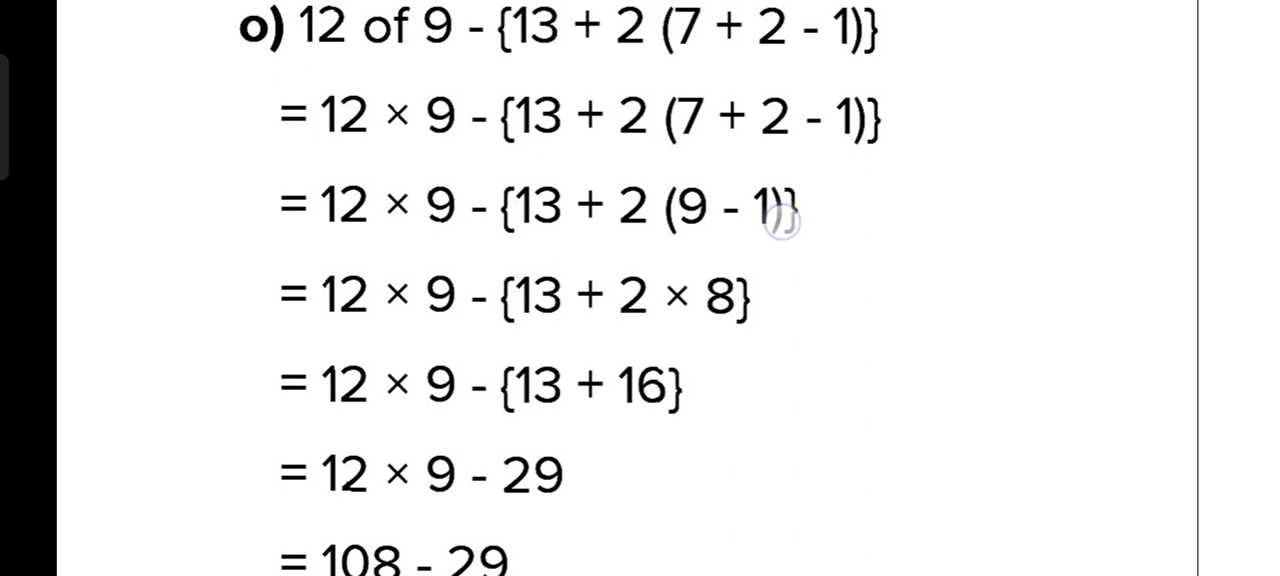 o) 12 of 9 - {13 + 2 (7 + 2 - 1)}
= 12 × 9 - {13 + 2 (7 + 2 - 1)}
= 12 × 9 - {13 + 2 (9 - 1)}
= 12 × 9 - {13 + 2 × 8}
= 12 × 9 - {13 + 16}
= 12 × 9 - 29
= 108 - 29